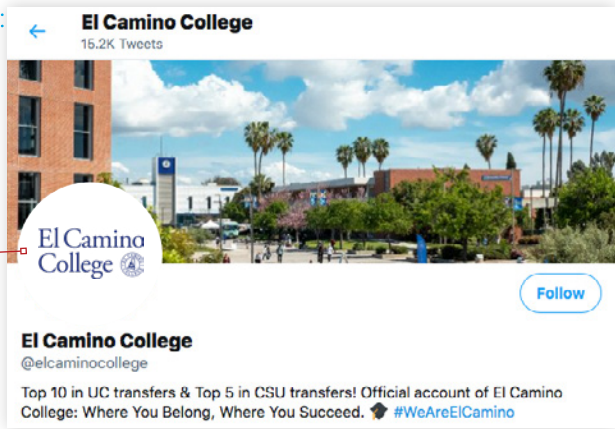 El Camino College
15.2K Tweets
El Camino
College
Follow
El Camino College
@elcaminocollege
Top 10 in UC transfers & Top 5 in CSU transfers! Official account of El Camino
College: Where You Belong, Where You Succeed. 🎓 #WeAreElCamino